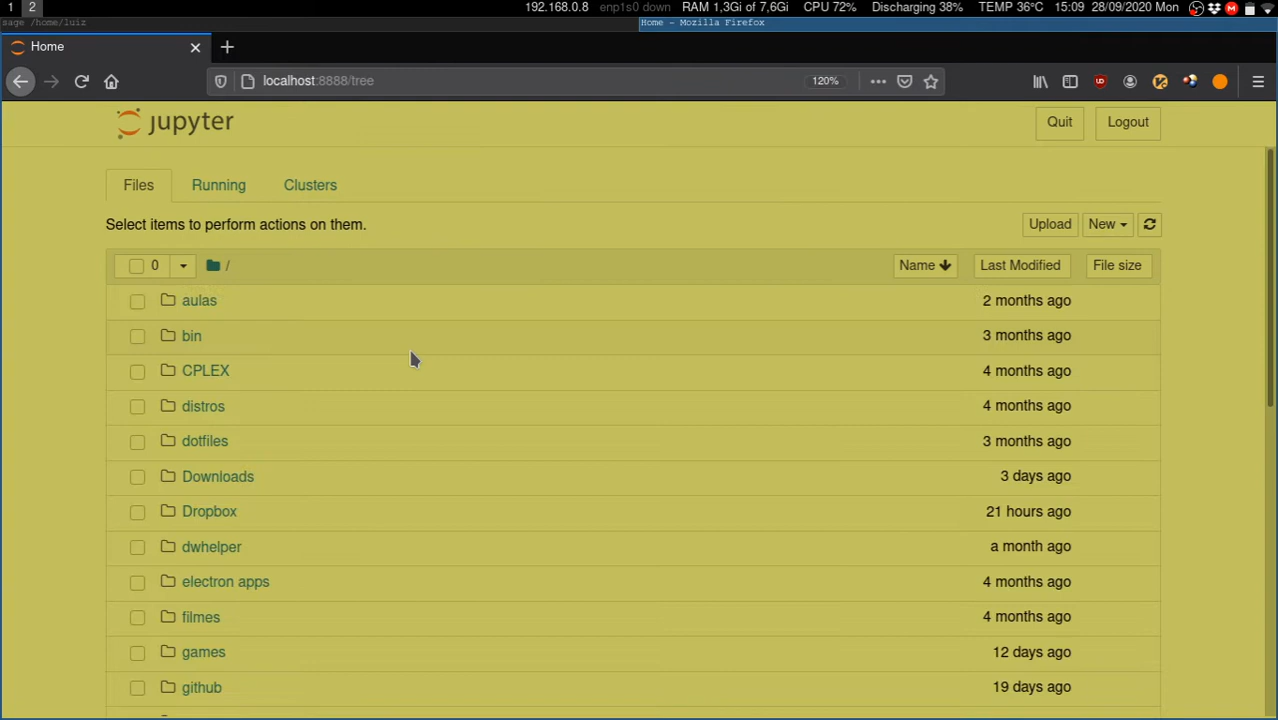 1 2 192.168.0.8 enp1s0 down RAM 1,3Gi of 7,6Gi CPU 72% Discharging 38% TEMP 36°C 15:09 28/09/2020 Mon
sage /home/luiz Home - Mozilla Firefox
Home
localhost:8888/tree 120%
jupyter Quit Logout
Files Running Clusters
Select items to perform actions on them. Upload New
0 / Name Last Modified File size
aulas 2 months ago
bin 3 months ago
CPLEX 4 months ago
distros 4 months ago
dotfiles 3 months ago
Downloads 3 days ago
Dropbox 21 hours ago
dwhelper a month ago
electron apps 4 months ago
filmes 4 months ago
games 12 days ago
github 19 days ago